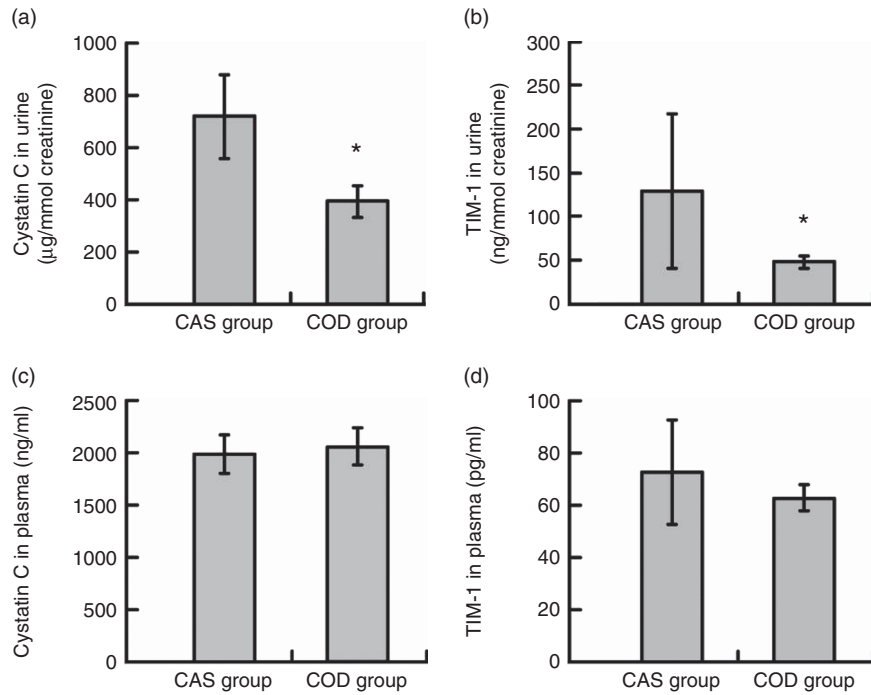 (a)
Cystatin C in urine
(μg/mmol creatinine)
1000
800
600
400
200
0
*
CAS group
COD group
(b)
TIM-1 in urine
(ng/mmol creatinine)
300
250
200
150
100
50
0
*
CAS group
COD group
(c)
Cystatin C in plasma (ng/ml)
2500
2000
1500
1000
500
0
CAS group
COD group
(d)
TIM-1 in plasma (pg/ml)
100
80
60
40
20
0
CAS group
COD group